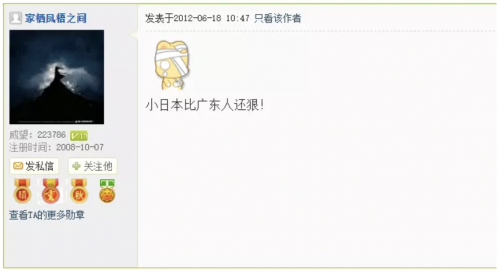 家栖凤梧之间
发表于2012-06-18 10:47 只看该作者
小日本比广东人还狠！
威望：223786
注册时间：2008-10-07
发私信
关注他
查看TA的更多勋章